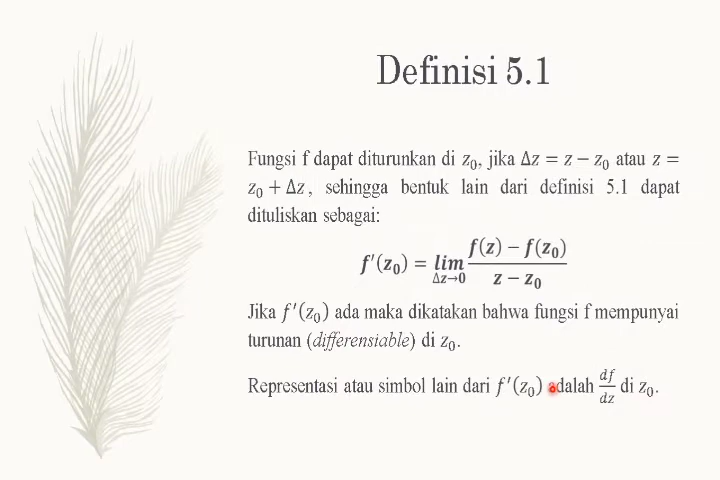 Definisi 5.1
Fungsi f dapat diturunkan di z₀, jika Δz = z − z₀ atau z =
z₀ + Δz , sehingga bentuk lain dari definisi 5.1 dapat
dituliskan sebagai:
f′(z₀) = lim_{Δz→0} \frac{f(z) − f(z₀)}{z − z₀}
Jika f′(z₀) ada maka dikatakan bahwa fungsi f mempunyai
turunan (differensiable) di z₀.
Representasi atau simbol lain dari f′(z₀) adalah \frac{df}{dz} di z₀.